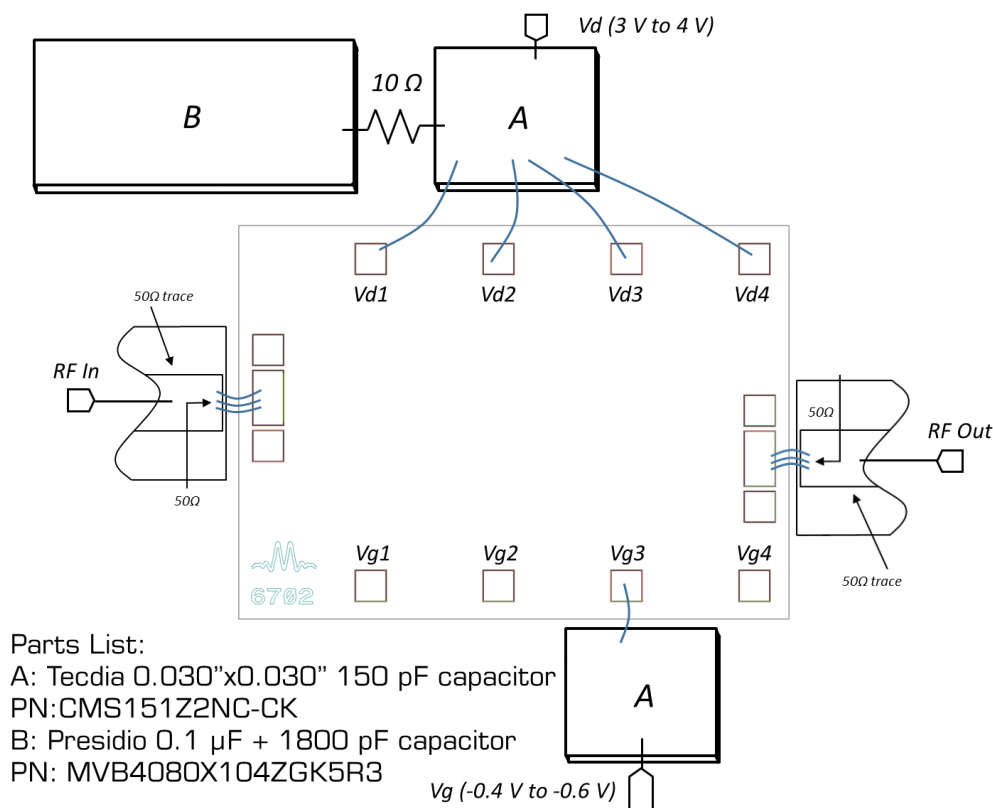 Vd (3 V to 4 V)
10 Ω
B
A
Vd1
Vd2
Vd3
Vd4
50Ω trace
RF In
50Ω
50Ω
RF Out
50Ω trace
Vg1
Vg2
Vg3
Vg4
6702
Parts List:
A: Tecdia 0.030”x0.030” 150 pF capacitor
PN:CMS151Z2NC-CK
B: Presidio 0.1 µF + 1800 pF capacitor
PN: MVB4080X104ZGK5R3
A
Vg (-0.4 V to -0.6 V)